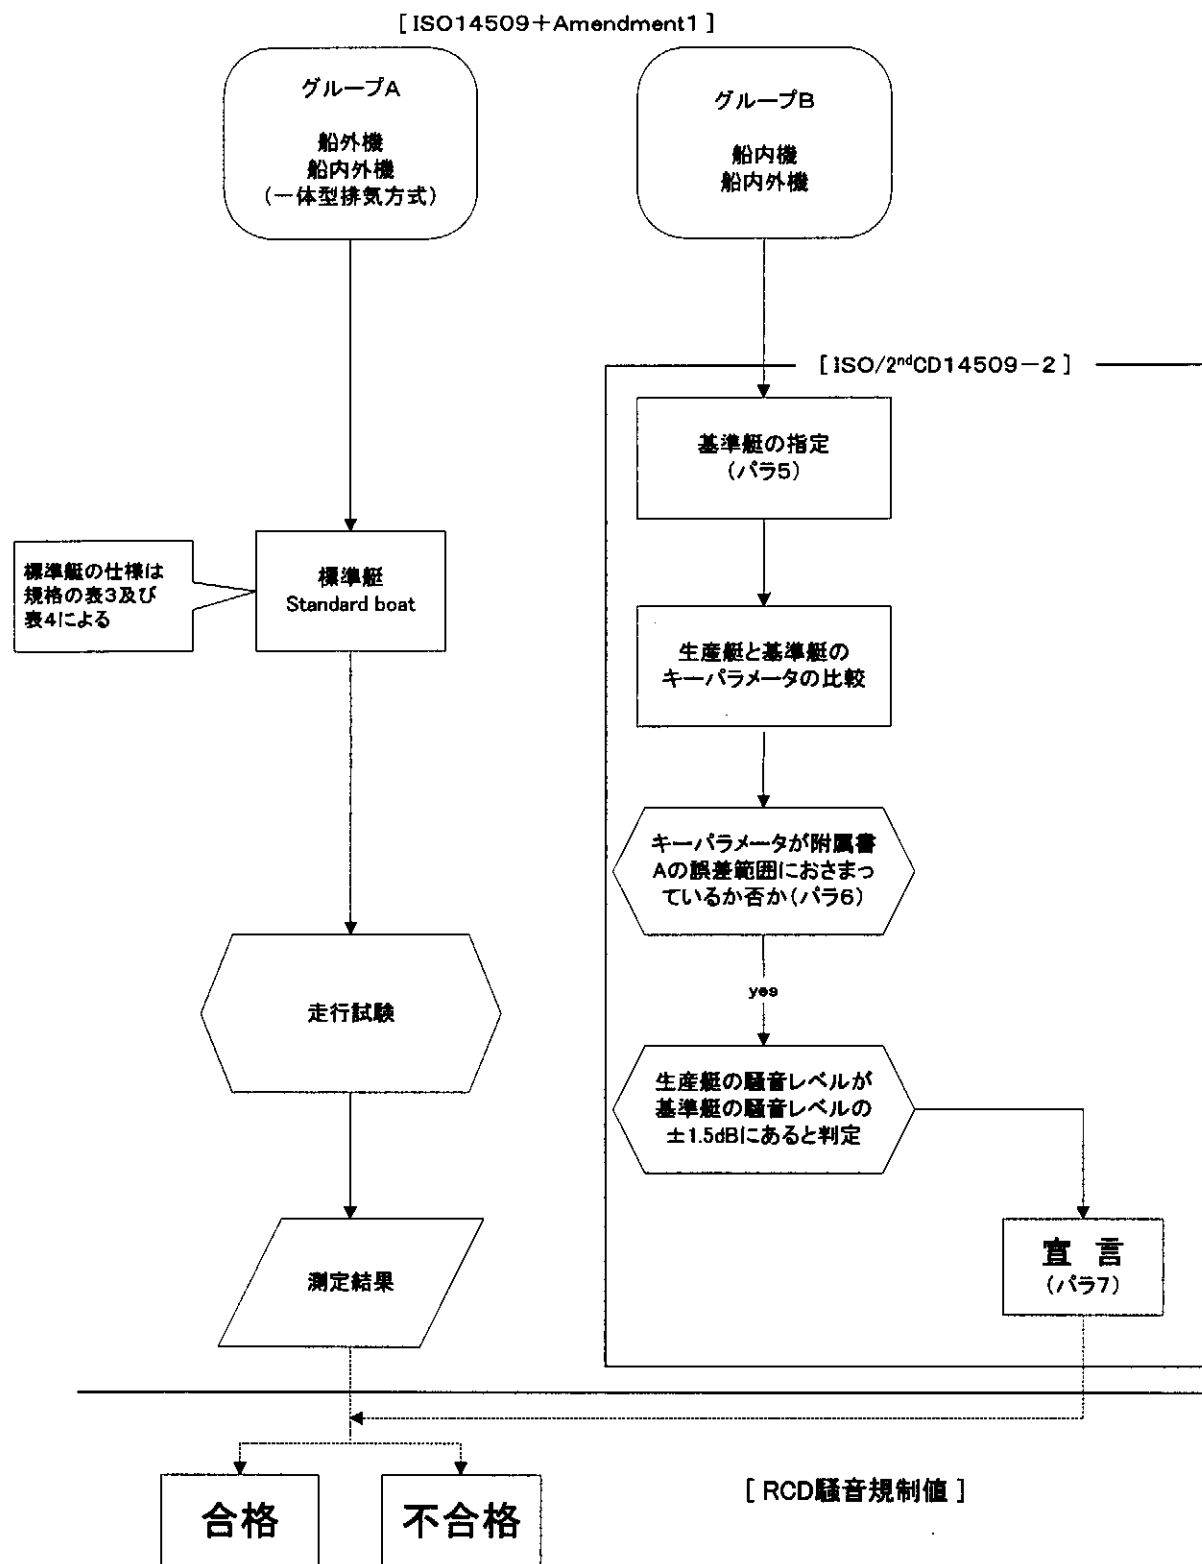 [ ISO14509+Amendment1 ]
グループA
船外機
船内外機
(一体型排気方式)
グループB
船内機
船内外機
[ ISO/2ndCD14509-2 ]
基準艇の指定
(パラ5)
標準艇の仕様は
規格の表3及び
表4による
標準艇
Standard boat
生産艇と基準艇の
キーパラメータの比較
キーパラメータが附属書
Aの誤差範囲におさまっ
ているか否か(パラ6)
yes
走行試験
生産艇の騒音レベルが
基準艇の騒音レベルの
±1.5dBにあると判定
測定結果
宣言
(パラ7)
合格
不合格
[ RCD騒音規制値 ]